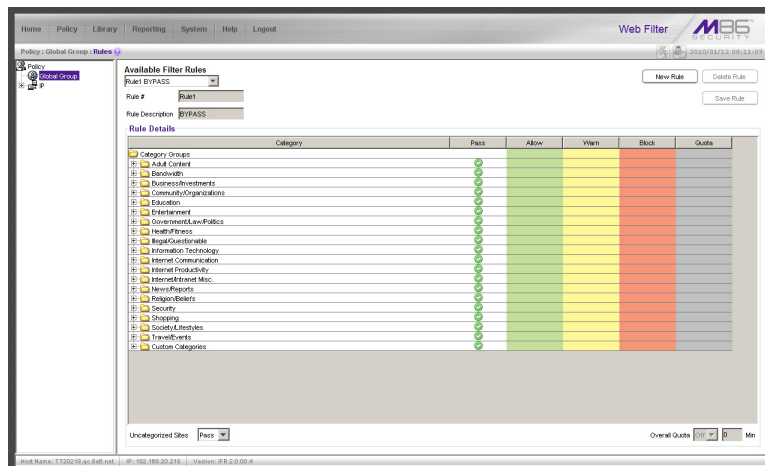 Home Policy Library Reporting System Help Logout
Web Filter
M86 SECURITY
Policy : Global Group : Rules
2010/01/12 08:11:09
Policy
Global Group
IP
Available Filter Rules
Rule1 BYPASS
New Rule
Delete Rule
Rule # Rule1
Save Rule
Rule Description BYPASS
Rule Details
Category Pass Allow Warn Block Quota
Category Groups
Adult Content
Bandwidth
Business/Investments
Community/Organizations
Education
Entertainment
Government/Law/Politics
Health/Fitness
Illegal/Questionable
Information Technology
Internet Communication
Internet Productivity
Internet/Intranet Misc.
News/Reports
Religion/Beliefs
Security
Shopping
Society/Lifestyles
Travel/Events
Custom Categories
Uncategorized Sites Pass
Overall Quota Off 0 Min
Host Name: TT20218.qc.8e6.net IP: 192.168.20.218 Version: IFR 2.0.00.4